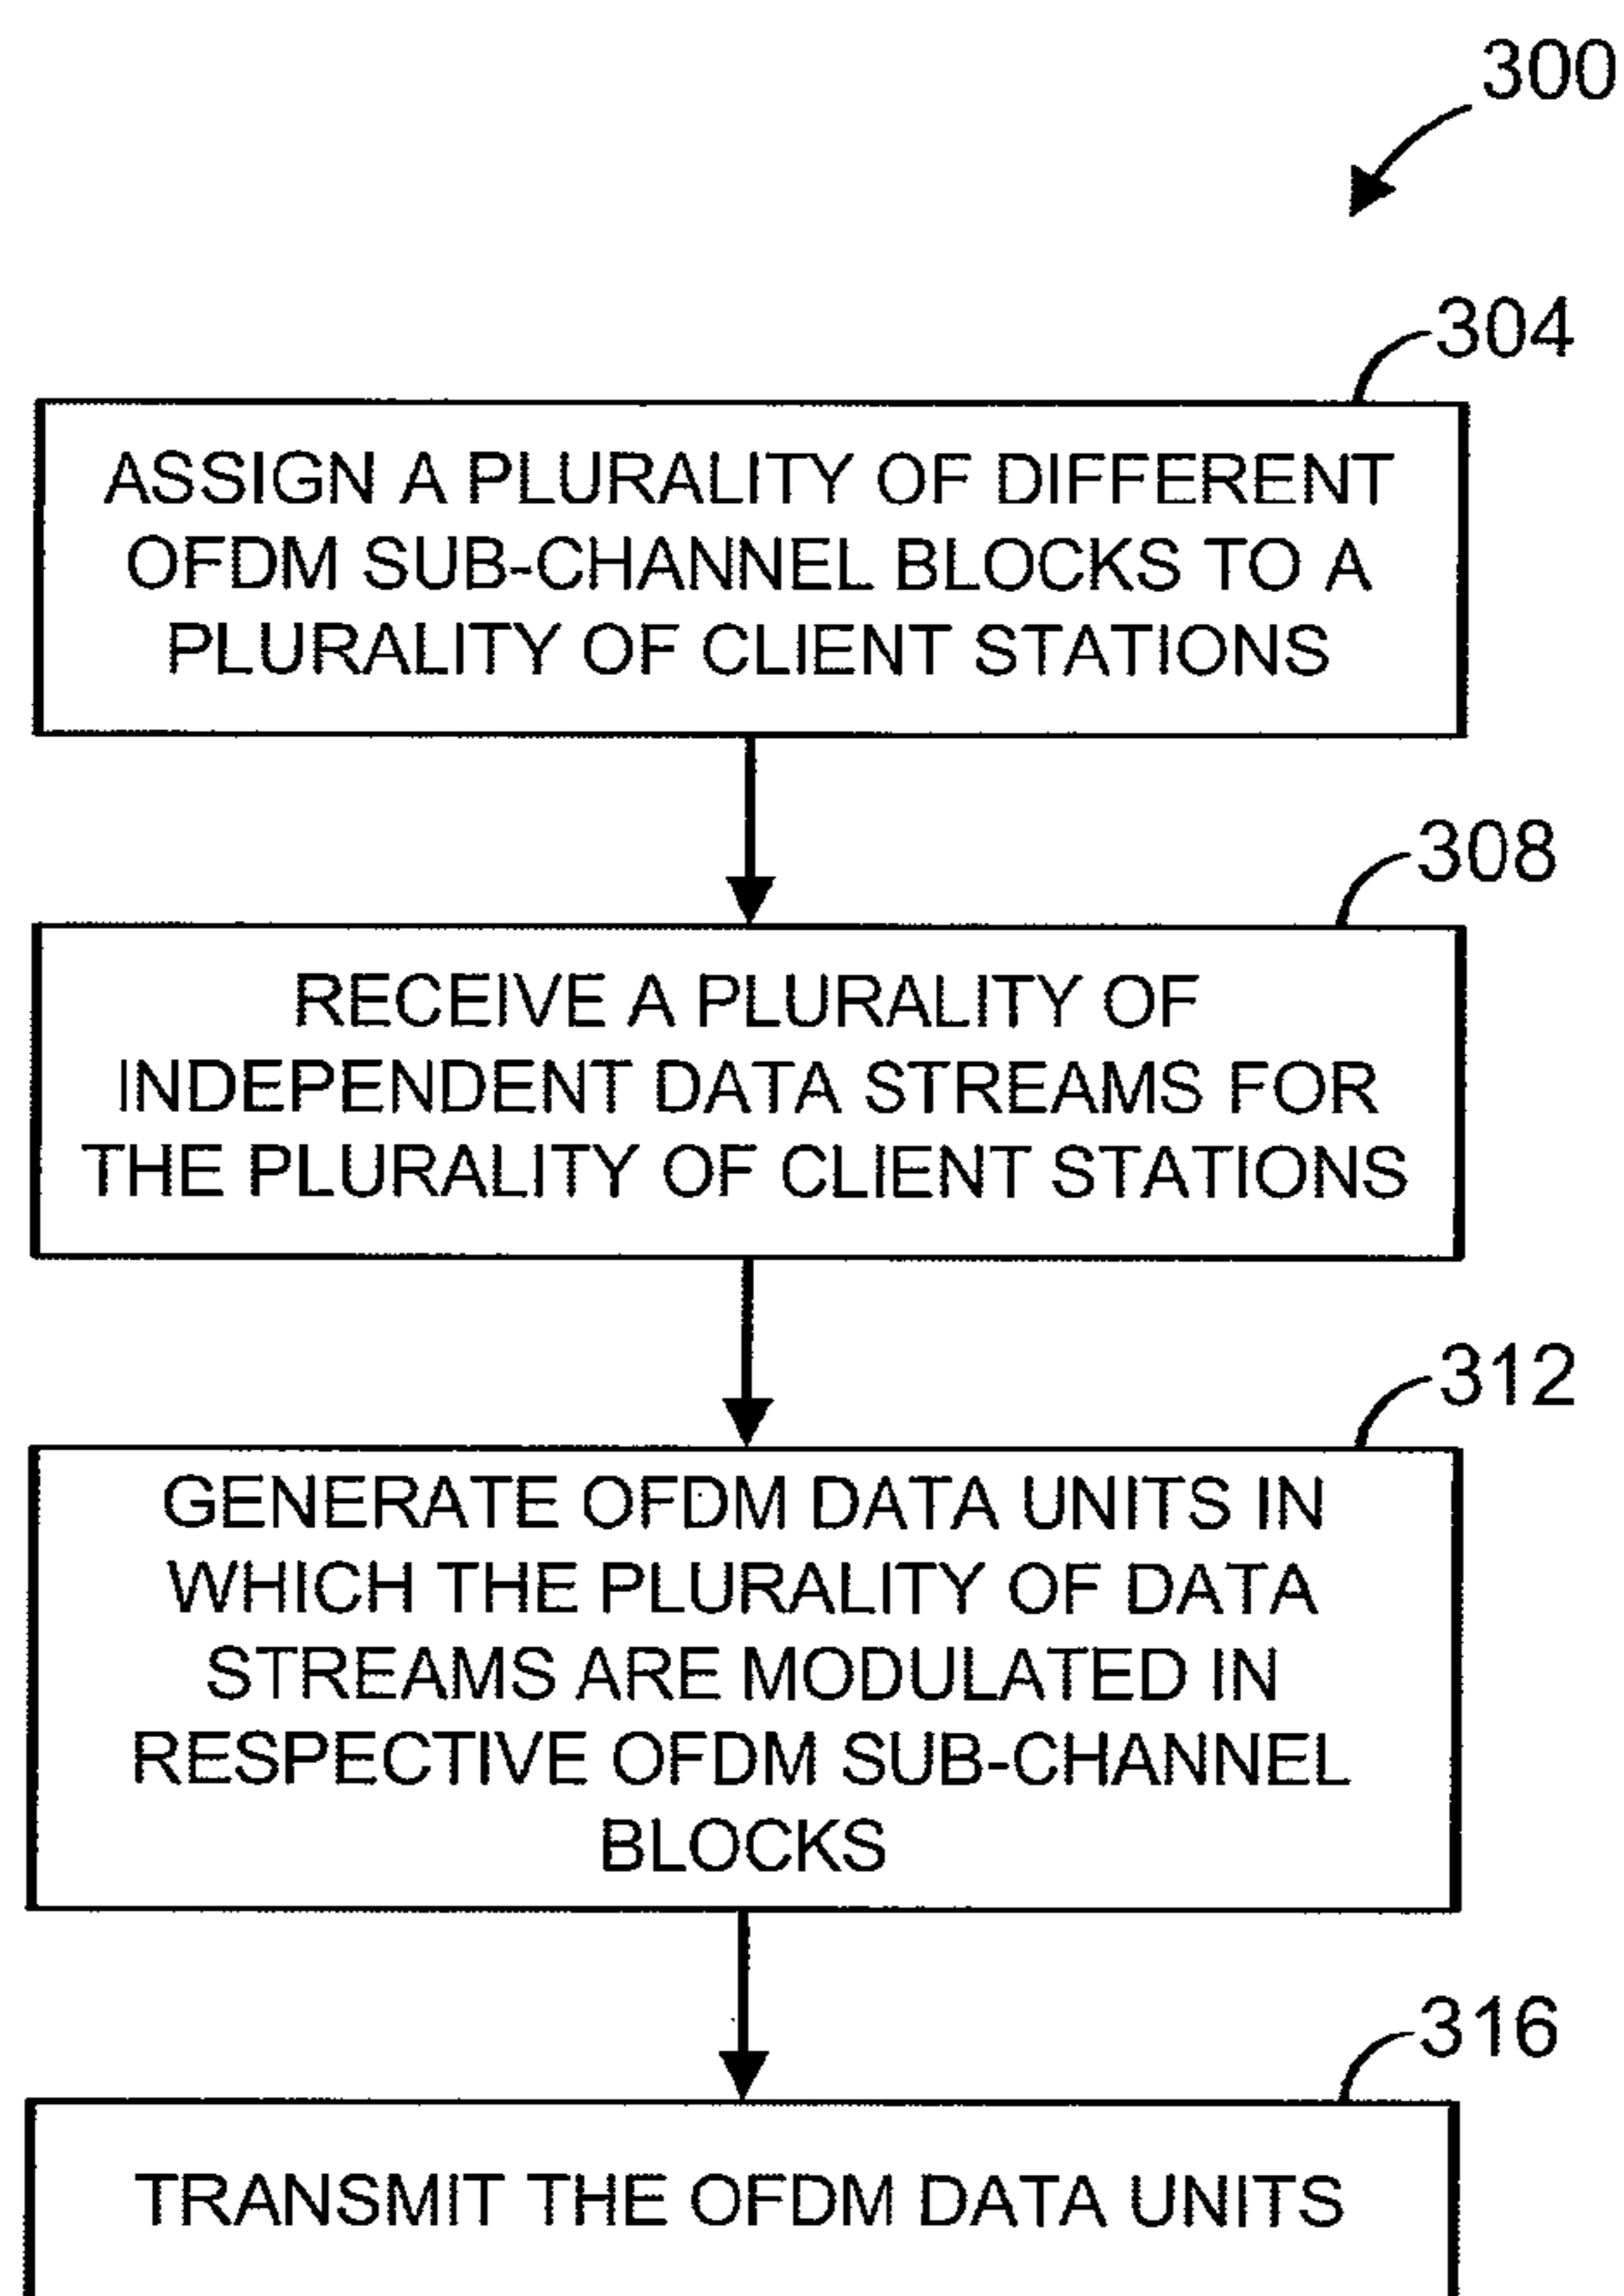 300
304
ASSIGN A PLURALITY OF DIFFERENT
OFDM SUB-CHANNEL BLOCKS TO A
PLURALITY OF CLIENT STATIONS
308
RECEIVE A PLURALITY OF
INDEPENDENT DATA STREAMS FOR
THE PLURALITY OF CLIENT STATIONS
312
GENERATE OFDM DATA UNITS IN
WHICH THE PLURALITY OF DATA
STREAMS ARE MODULATED IN
RESPECTIVE OFDM SUB-CHANNEL
BLOCKS
316
TRANSMIT THE OFDM DATA UNITS